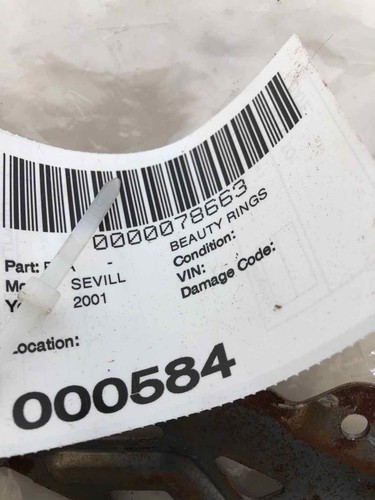 0000078663
BEAUTY RINGS
Part: -
Condition:
SEVILL
VIN:
2001
Damage Code:
Location:
000584